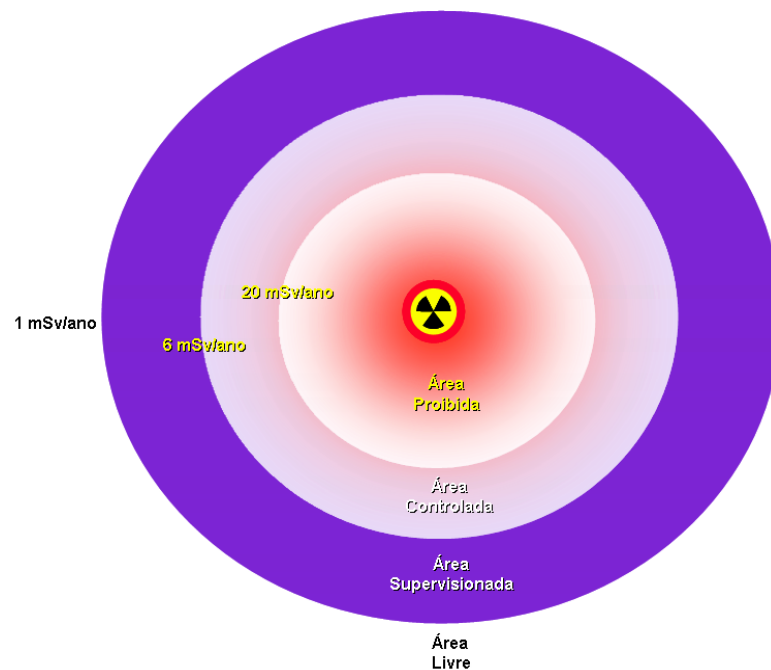 20 mSv/ano
1 mSv/ano
6 mSv/ano
Área
Proibida
Área
Controlada
Área
Supervisionada
Área
Livre